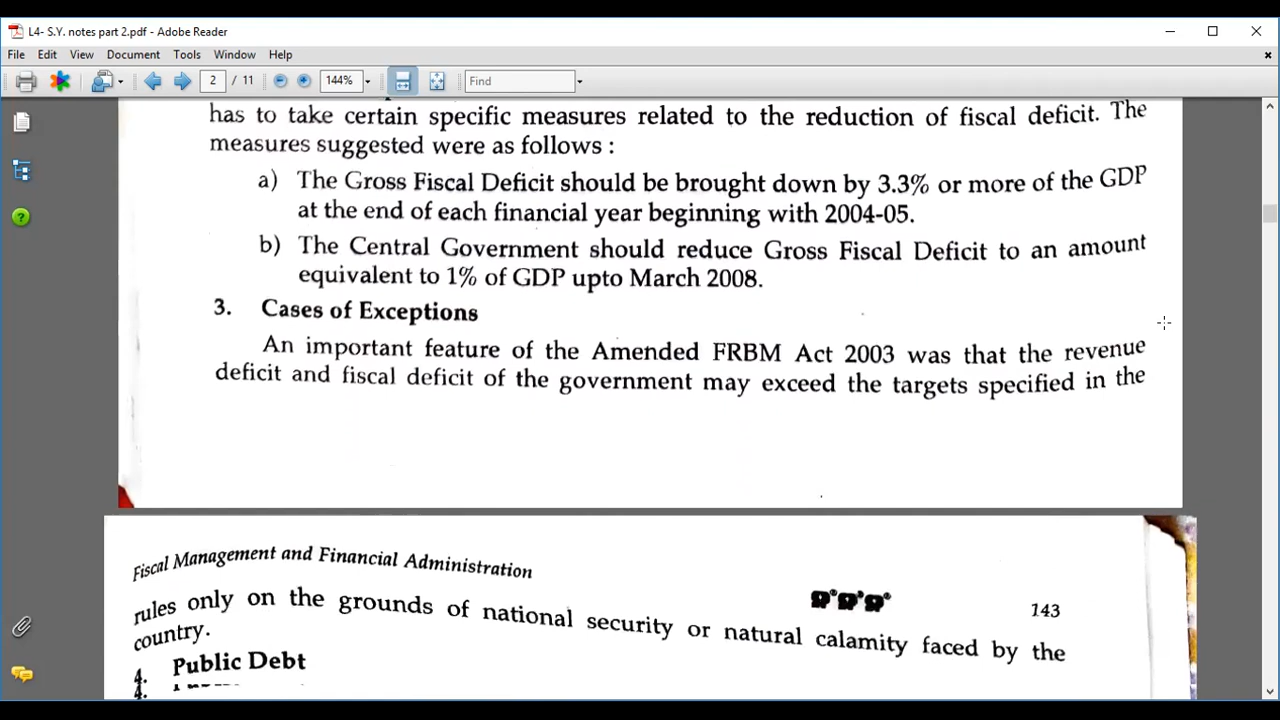 L4- S.Y. notes part 2.pdf - Adobe Reader
File Edit View Document Tools Window Help
2 / 11 144% Find
has to take certain specific measures related to the reduction of fiscal deficit. The
measures suggested were as follows :
a) The Gross Fiscal Deficit should be brought down by 3.3% or more of the GDP
at the end of each financial year beginning with 2004-05.
b) The Central Government should reduce Gross Fiscal Deficit to an amount
equivalent to 1% of GDP upto March 2008.
3. Cases of Exceptions
An important feature of the Amended FRBM Act 2003 was that the revenue
deficit and fiscal deficit of the government may exceed the targets specified in the
Fiscal Management and Financial Administration
143
rules only on the grounds of national security or natural calamity faced by the
country.
4. Public Debt
4.